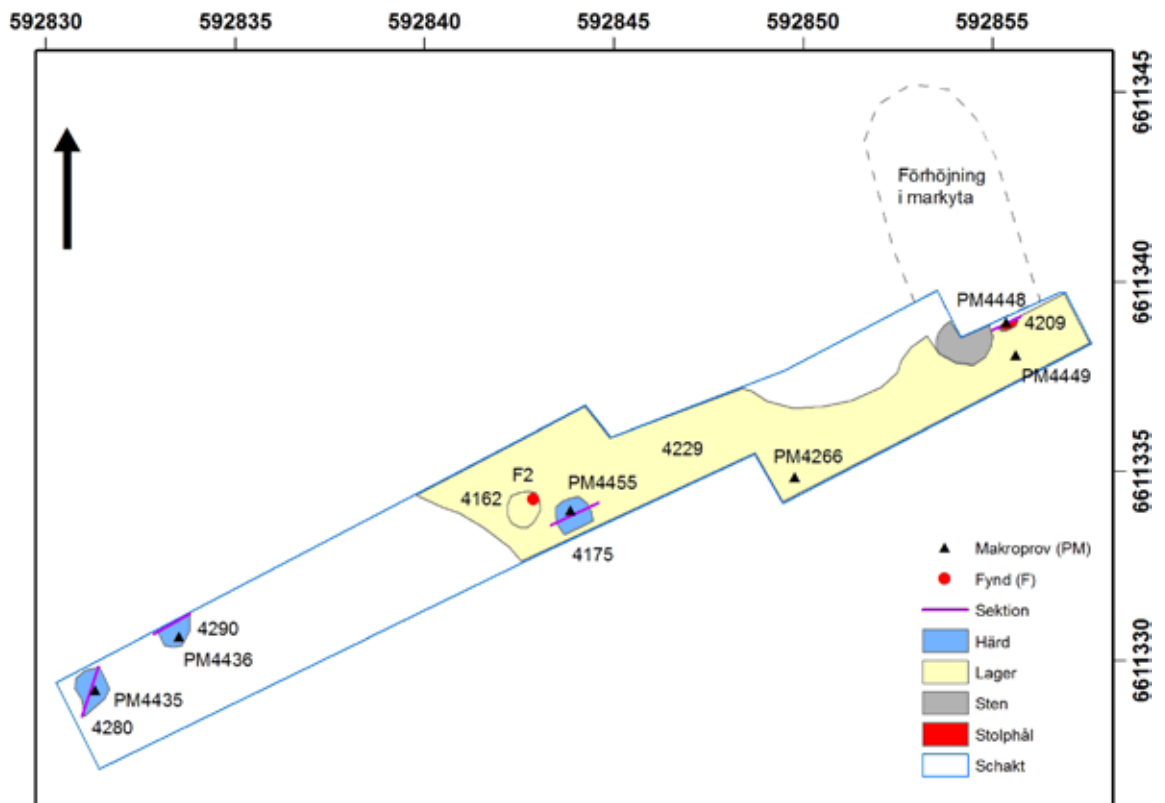 592830 592835 592840 592845 592850 592855
6611345
Förhöjning
i markyta
6611340
PM4448
4209
PM4449
4229
6611335
F2
PM4455
PM4266
4162
4175
Makroprov (PM)
Fynd (F)
Sektion
Härd
Lager
Sten
Stolphål
Schakt
4290
PM4436
6611330
PM4435
4280